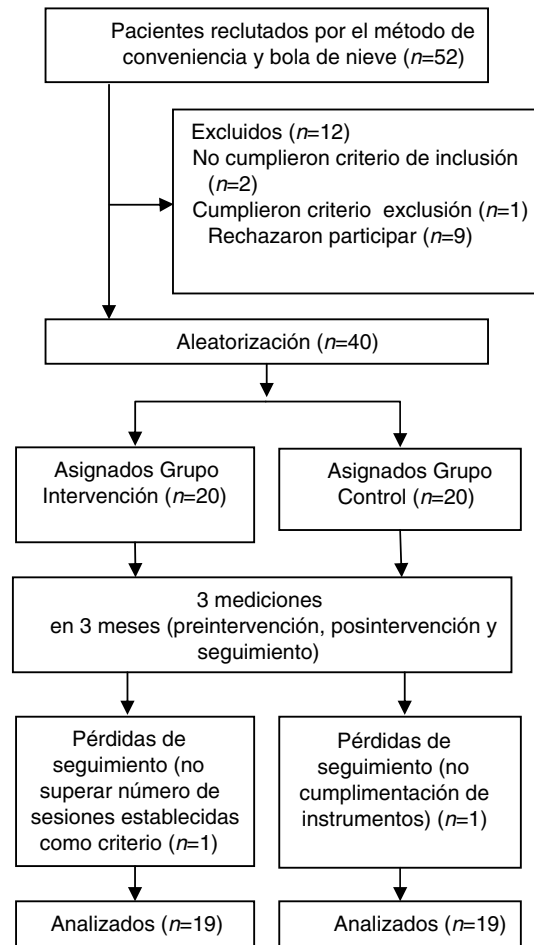 Pacientes reclutados por el método de
conveniencia y bola de nieve (n=52)
Excluidos (n=12)
No cumplieron criterio de inclusión
(n=2)
Cumplieron criterio exclusión (n=1)
Rechazaron participar (n=9)
Aleatorización (n=40)
Asignados Grupo
Intervención (n=20)
Asignados Grupo
Control (n=20)
3 mediciones
en 3 meses (preintervención, posintervención y
seguimiento)
Pérdidas de
seguimiento (no
superar número de
sesiones establecidas
como criterio (n=1)
Pérdidas de
seguimiento (no
cumplimentación de
instrumentos) (n=1)
Analizados (n=19)
Analizados (n=19)